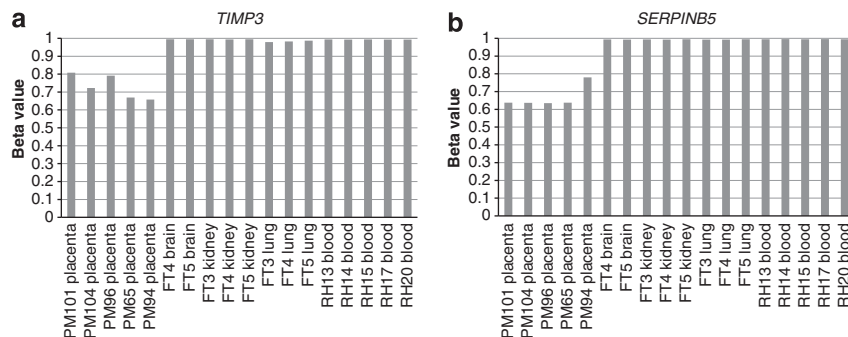 a
TIMP3
Beta value
1
0.9
0.8
0.7
0.6
0.5
0.4
0.3
0.2
0.1
0
PM101 placenta
PM104 placenta
PM96 placenta
PM65 placenta
PM94 placenta
FT4 brain
FT5 brain
FT3 kidney
FT4 kidney
FT5 kidney
FT3 lung
FT4 lung
FT5 lung
RH13 blood
RH14 blood
RH15 blood
RH17 blood
RH20 blood
b
SERPINB5
Beta value
1
0.9
0.8
0.7
0.6
0.5
0.4
0.3
0.2
0.1
0
PM101 placenta
PM104 placenta
PM96 placenta
PM65 placenta
PM94 placenta
FT4 brain
FT5 brain
FT3 kidney
FT4 kidney
FT5 kidney
FT3 lung
FT4 lung
FT5 lung
RH13 blood
RH14 blood
RH15 blood
RH17 blood
RH20 blood